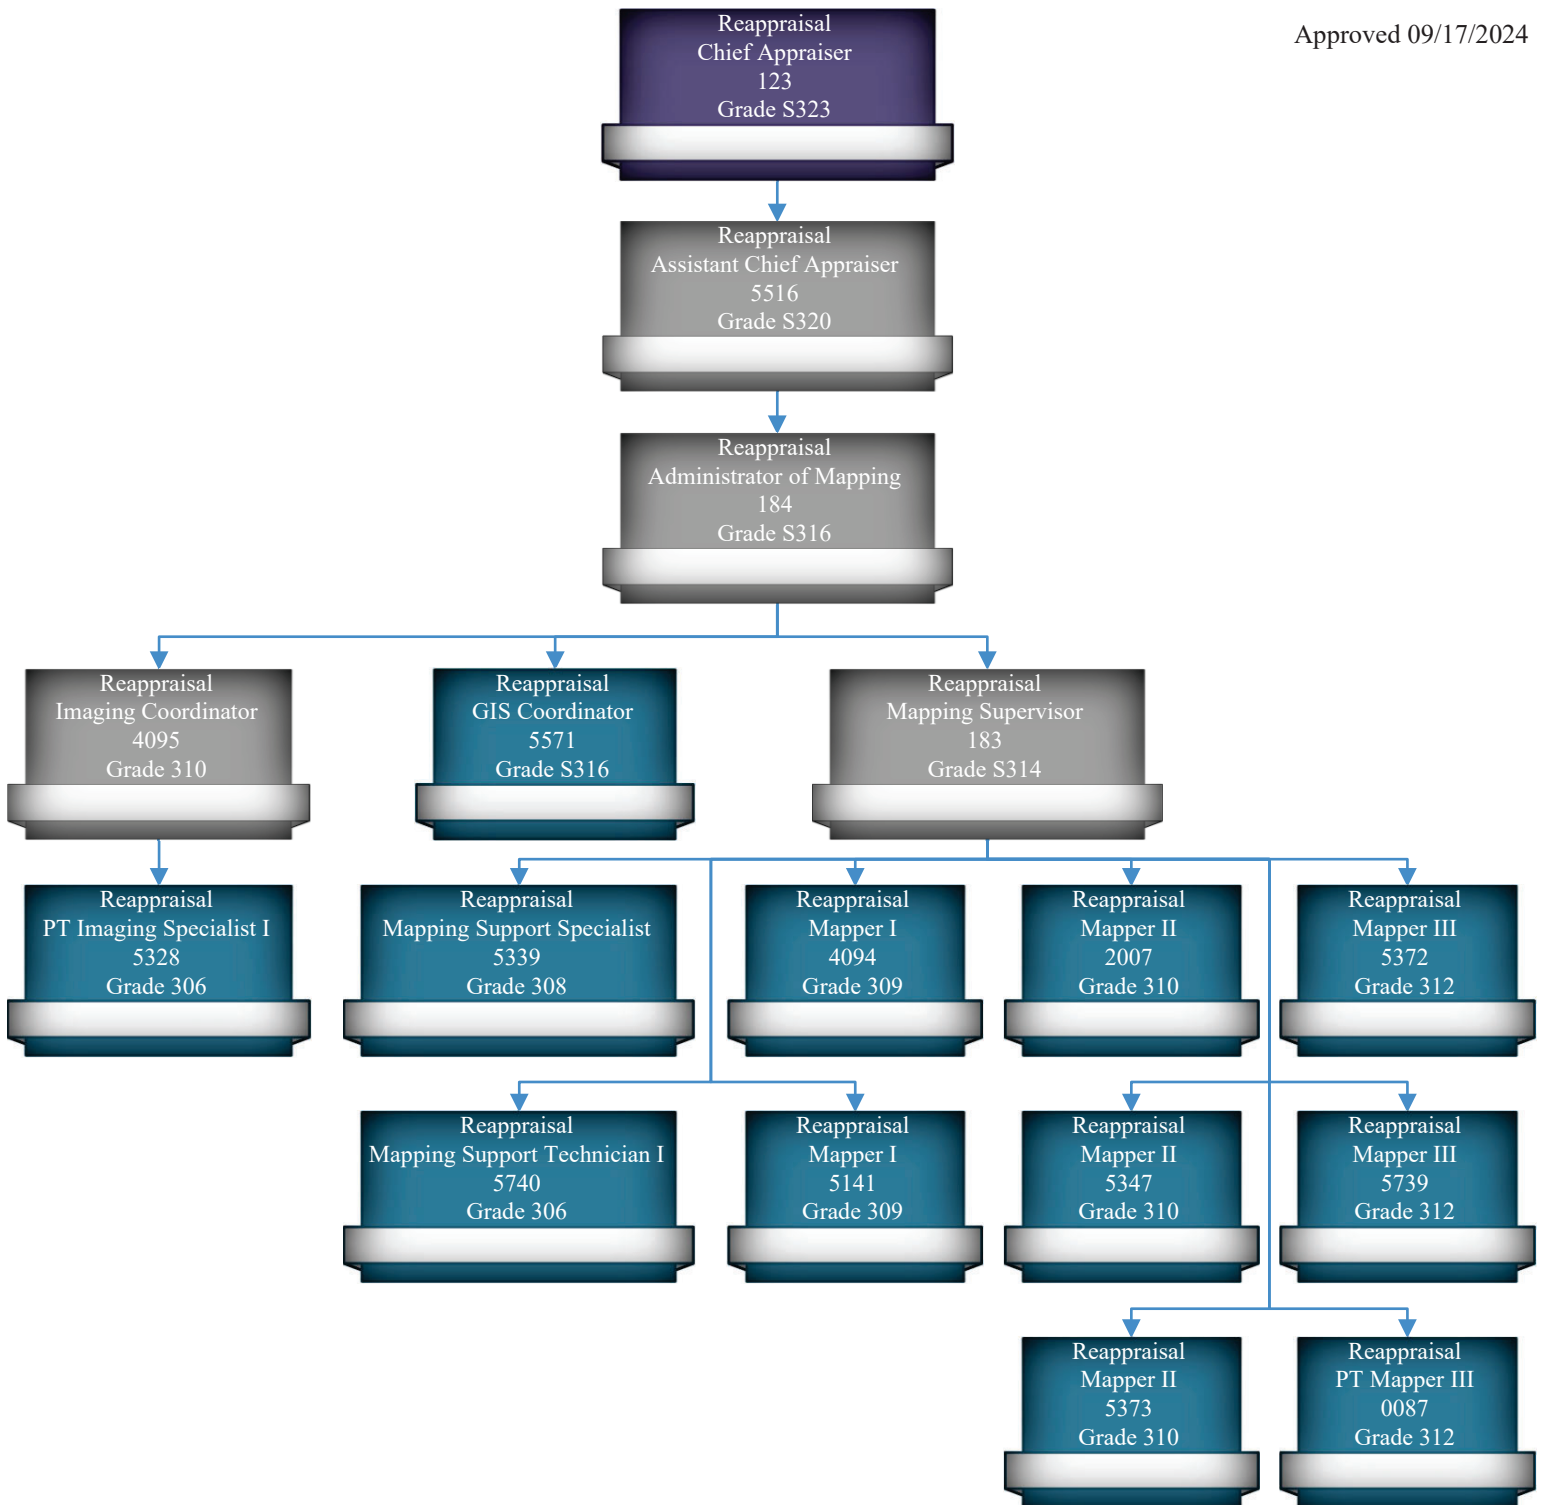 Approved 09/17/2024
Reappraisal
Chief Appraiser
123
Grade S323
Reappraisal
Assistant Chief Appraiser
5516
Grade S320
Reappraisal
Administrator of Mapping
184
Grade S316
Reappraisal
Imaging Coordinator
4095
Grade 310
Reappraisal
GIS Coordinator
5571
Grade S316
Reappraisal
Mapping Supervisor
183
Grade S314
Reappraisal
PT Imaging Specialist I
5328
Grade 306
Reappraisal
Mapping Support Specialist
5339
Grade 308
Reappraisal
Mapper I
4094
Grade 309
Reappraisal
Mapper II
2007
Grade 310
Reappraisal
Mapper III
5372
Grade 312
Reappraisal
Mapping Support Technician I
5740
Grade 306
Reappraisal
Mapper I
5141
Grade 309
Reappraisal
Mapper II
5347
Grade 310
Reappraisal
Mapper III
5739
Grade 312
Reappraisal
Mapper II
5373
Grade 310
Reappraisal
PT Mapper III
0087
Grade 312